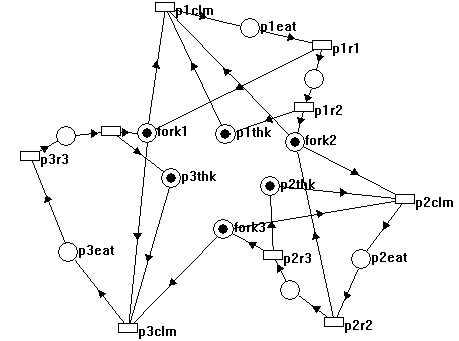 p1clm
p1eat
p1r1
p1r2
fork1
p1thk
fork2
p3r3
p3thk
p2thk
p2clm
fork3
p3eat
p2r3
p2eat
p3clm
p2r2